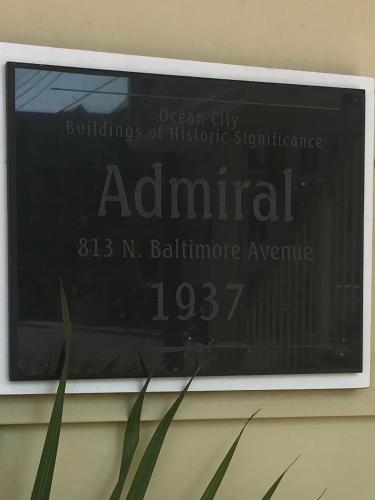 Ocean City
Buildings of Historic Significance
Admiral
813 N. Baltimore Avenue
1937